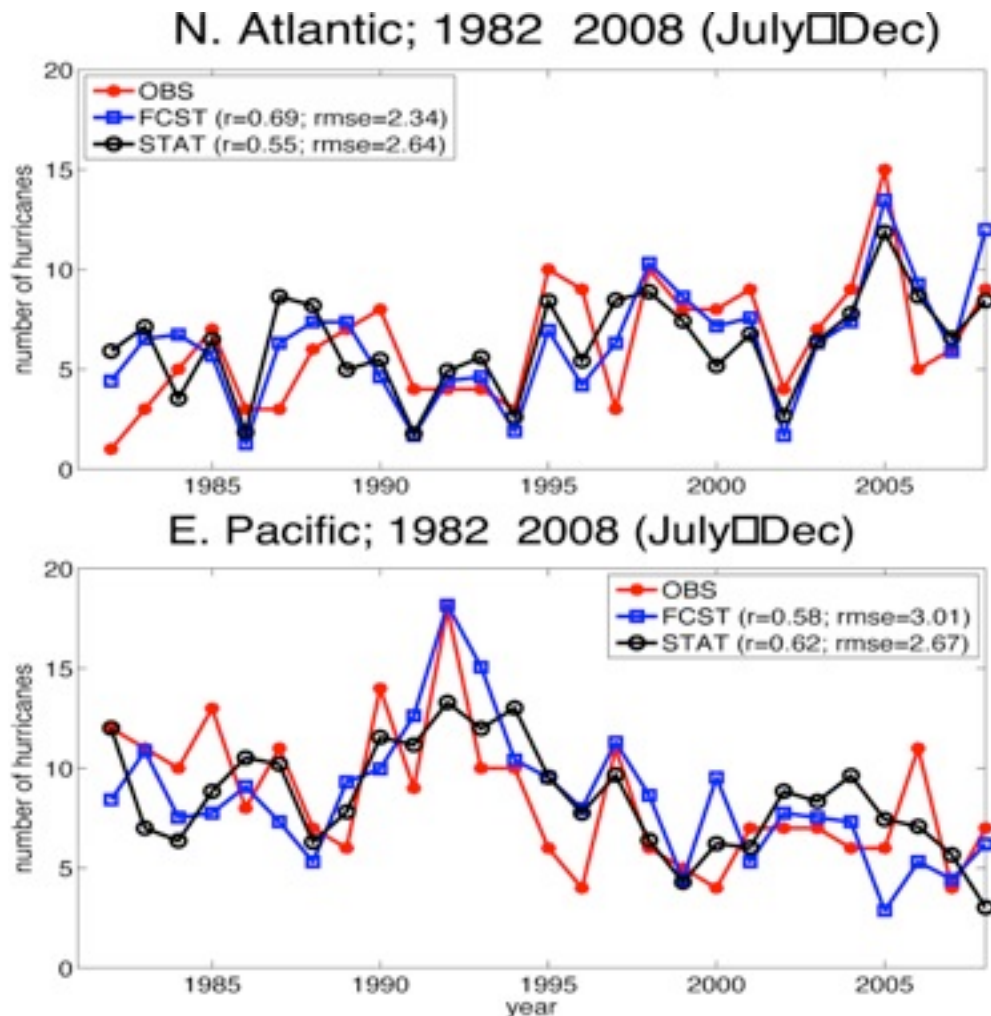 N. Atlantic; 1982 2008 (July□Dec)
20
OBS
FCST (r=0.69; rmse=2.34)
STAT (r=0.55; rmse=2.64)
15
number of hurricanes
10
5
0
1985 1990 1995 2000 2005
E. Pacific; 1982 2008 (July□Dec)
20
OBS
FCST (r=0.58; rmse=3.01)
STAT (r=0.62; rmse=2.67)
15
number of hurricanes
10
5
0
1985 1990 1995 2000 2005
year